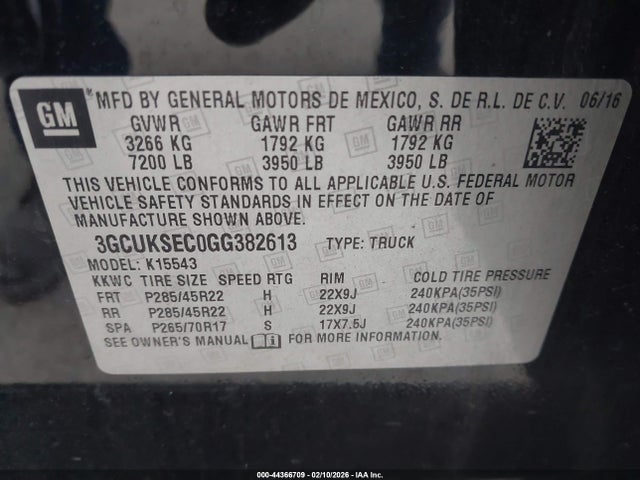 GM
MFD BY GENERAL MOTORS DE MEXICO, S. DE R.L. DE C.V. 06/16
GVWR GAWR FRT GAWR RR
3266 KG 1792 KG 1792 KG
7200 LB 3950 LB 3950 LB
THIS VEHICLE CONFORMS TO ALL APPLICABLE U.S. FEDERAL MOTOR
VEHICLE SAFETY STANDARDS IN EFFECT ON THE DATE OF
MANUFACTURE SHOWN ABOVE.
3GCUKSEC0GG382613 TYPE: TRUCK
MODEL: K15543
KKWC TIRE SIZE SPEED RTG RIM COLD TIRE PRESSURE
FRT P285/45R22 H 22X9J 240KPA(35PSI)
RR P285/45R22 H 22X9J 240KPA(35PSI)
SPA P265/70R17 S 17X7.5J 240KPA(35PSI)
SEE OWNER'S MANUAL FOR MORE INFORMATION.
000-44366709 - 02/10/2026 - IAA Inc.